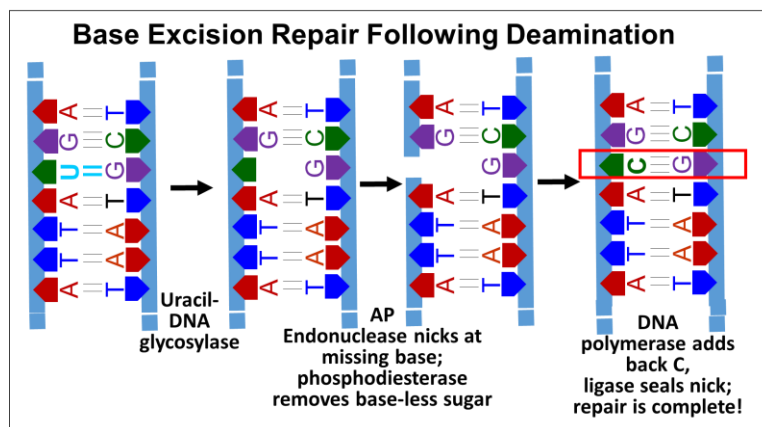 Base Excision Repair Following Deamination
A T
G C
U G
A T
T A
T A
A T
A T
G C
G
A T
T A
T A
A T
A T
G C
G
A T
T A
T A
A T
A T
G C
C G
A T
T A
T A
A T
Uracil-
DNA
glycosylase
AP
Endonuclease nicks at
missing base;
phosphodiesterase
removes base-less sugar
DNA
polymerase adds
back C,
ligase seals nick;
repair is complete!